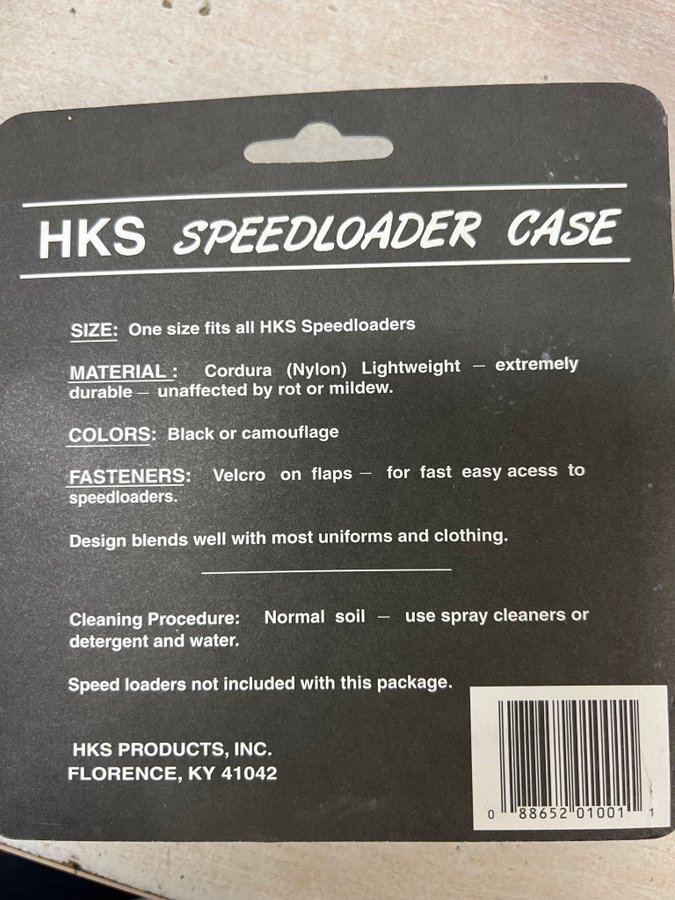 HKS SPEEDLOADER CASE
SIZE: One size fits all HKS Speedloaders
MATERIAL : Cordura (Nylon) Lightweight — extremely
durable — unaffected by rot or mildew.
COLORS: Black or camouflage
FASTENERS: Velcro on flaps — for fast easy acess to
speedloaders.
Design blends well with most uniforms and clothing.
Cleaning Procedure: Normal soil — use spray cleaners or
detergent and water.
Speed loaders not included with this package.
HKS PRODUCTS, INC.
FLORENCE, KY 41042
0 88652 01001 1